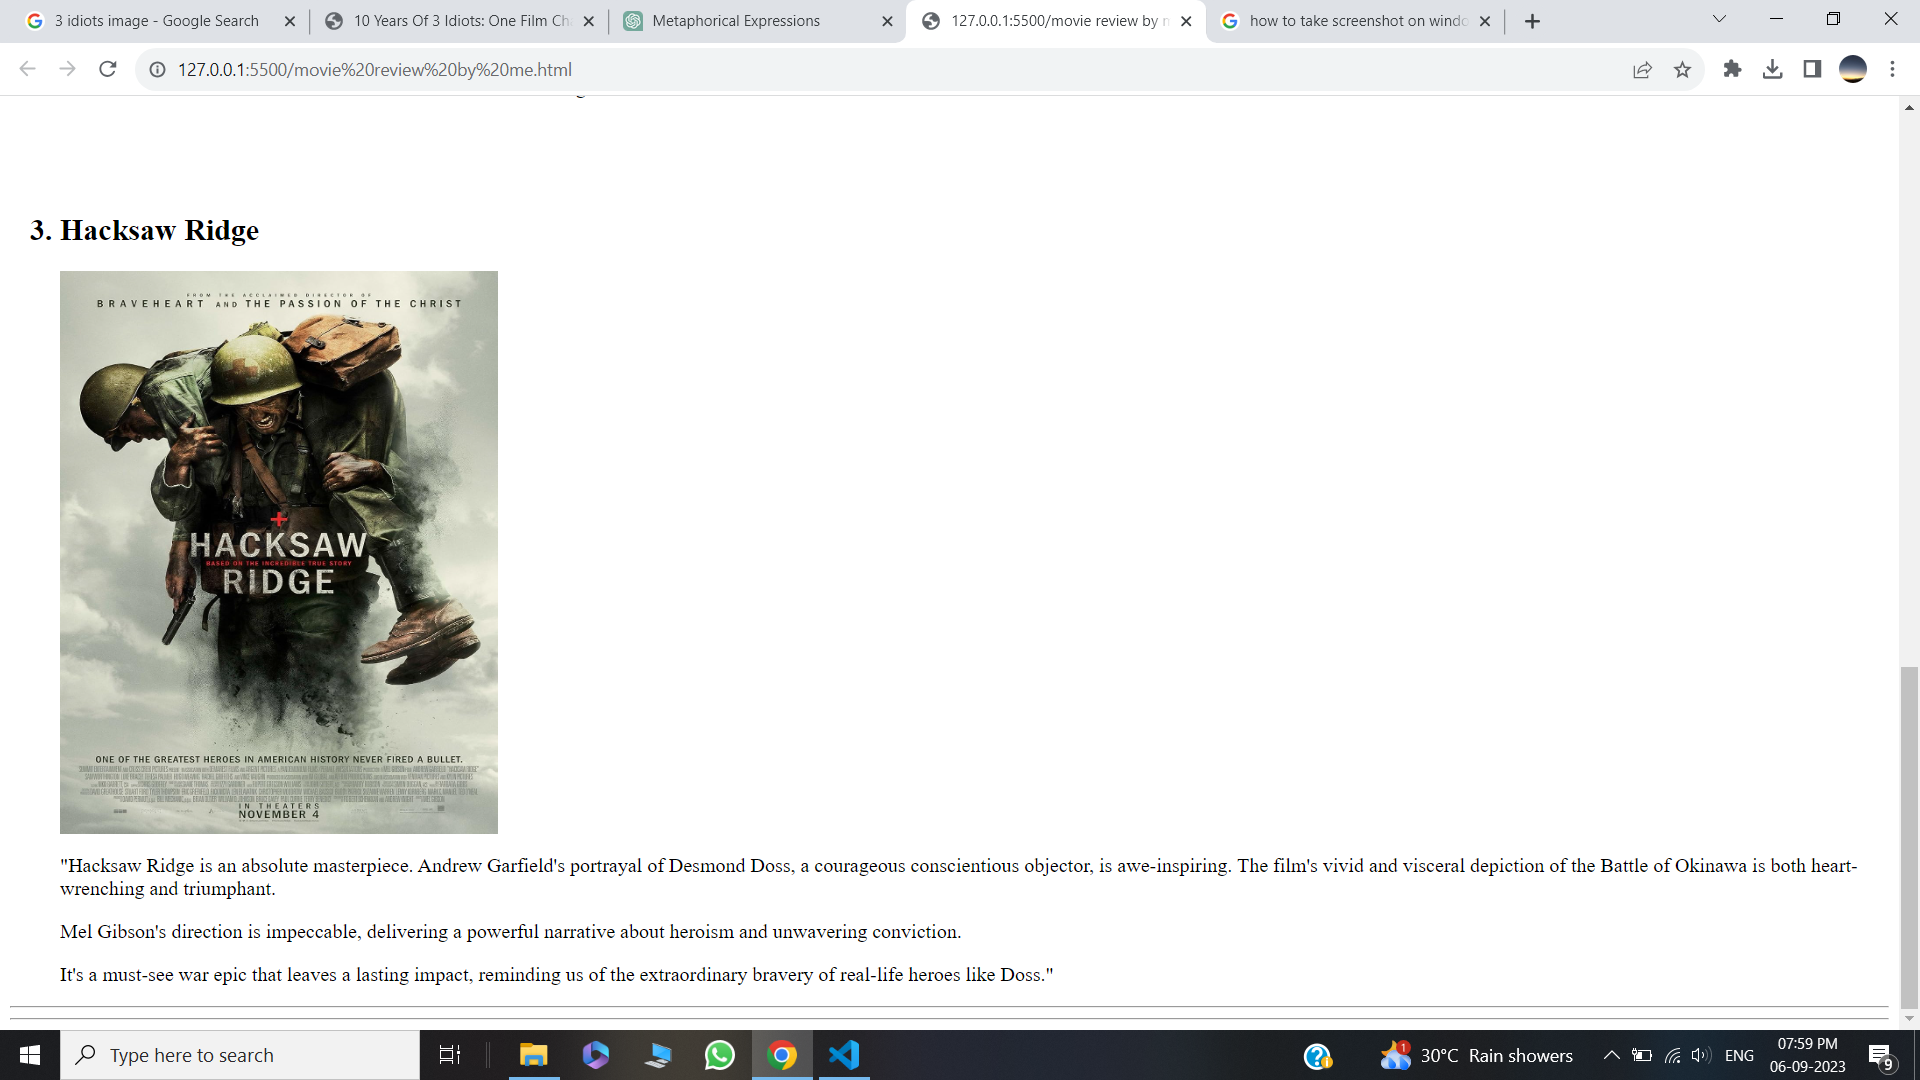 3 idiots image - Google Search
10 Years Of 3 Idiots: One Film Ch
Metaphorical Expressions
127.0.0.1:5500/movie review by m
how to take screenshot on windo
127.0.0.1:5500/movie%20review%20by%20me.html
3. Hacksaw Ridge
FROM THE ACCLAIMED DIRECTOR OF
BRAVEHEART AND THE PASSION OF THE CHRIST
HACKSAW
BASED ON THE INCREDIBLE TRUE STORY
RIDGE
ONE OF THE GREATEST HEROES IN AMERICAN HISTORY NEVER FIRED A BULLET.
IN THEATERS
NOVEMBER 4
"Hacksaw Ridge is an absolute masterpiece. Andrew Garfield's portrayal of Desmond Doss, a courageous conscientious objector, is awe-inspiring. The film's vivid and visceral depiction of the Battle of Okinawa is both heart-
wrenching and triumphant.
Mel Gibson's direction is impeccable, delivering a powerful narrative about heroism and unwavering conviction.
It's a must-see war epic that leaves a lasting impact, reminding us of the extraordinary bravery of real-life heroes like Doss."
Type here to search
1
30°C Rain showers
ENG
07:59 PM
06-09-2023
9